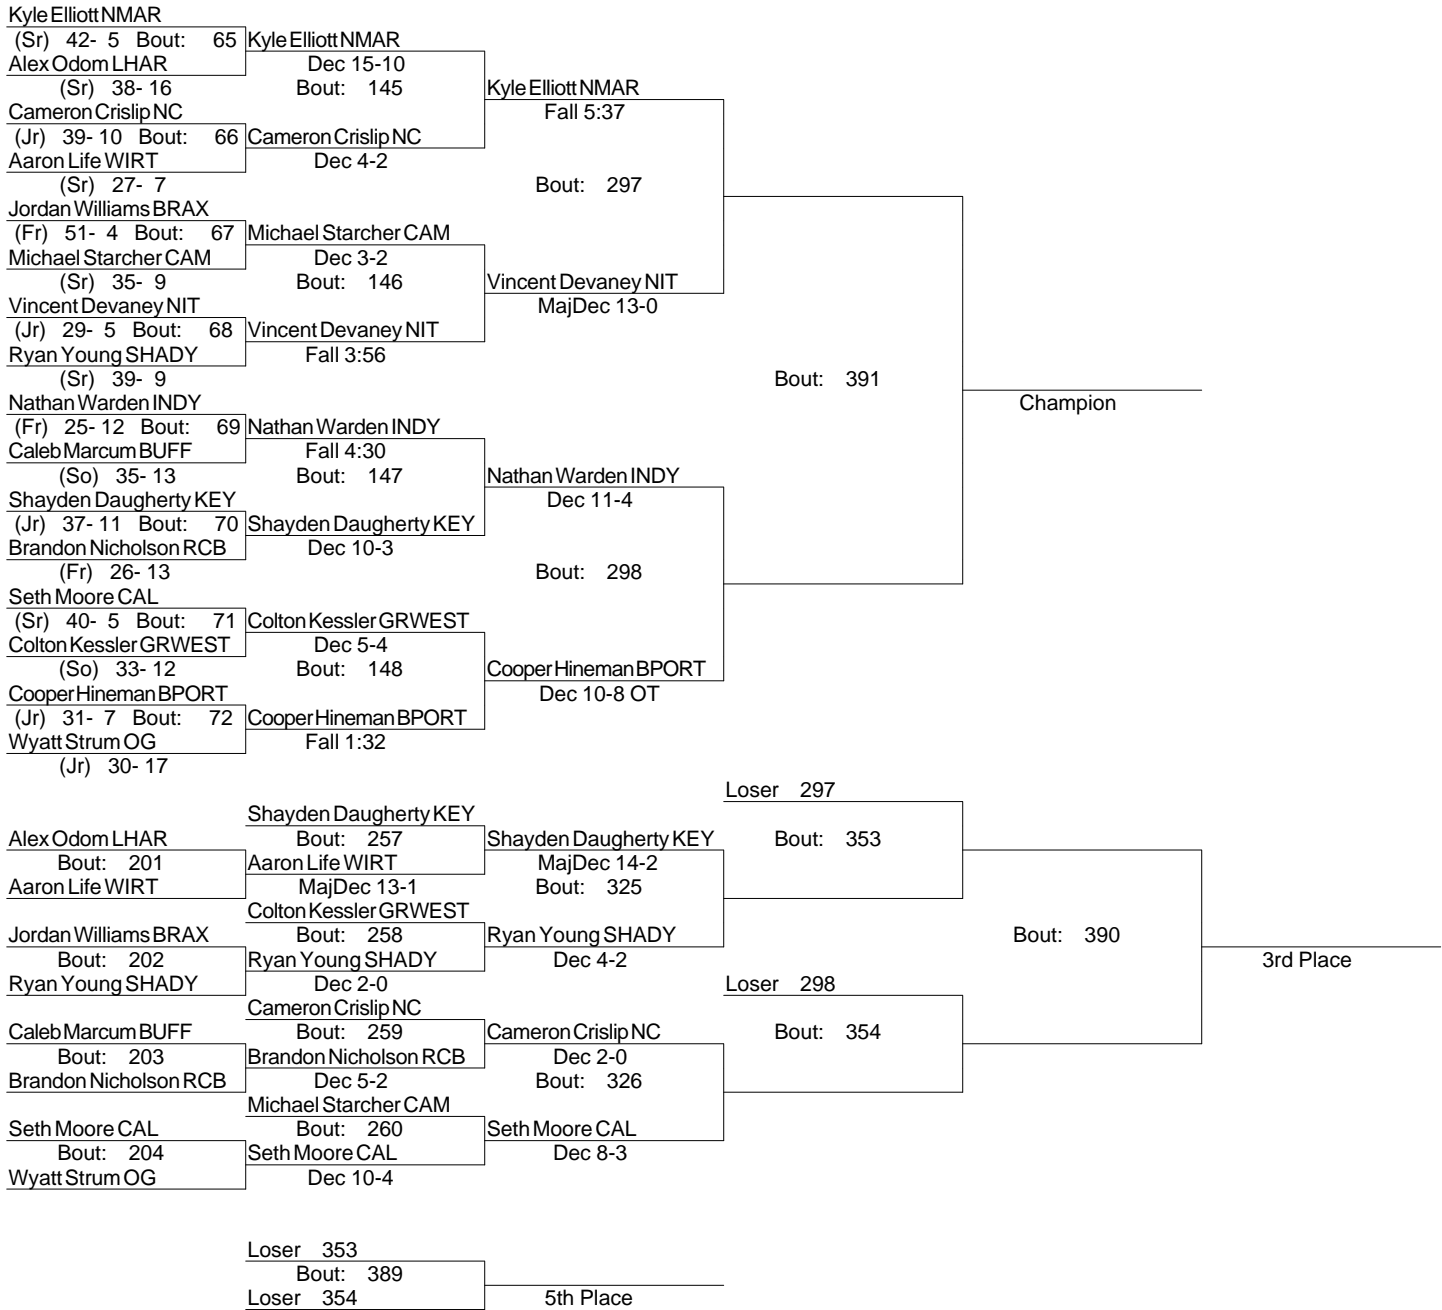 Kyle Elliott NMAR
(Sr) 42- 5 Bout: 65 Kyle Elliott NMAR
Alex Odom LHAR Dec 15-10
(Sr) 38- 16 Bout: 145 Kyle Elliott NMAR
Cameron Crislip NC Fall 5:37
(Jr) 39- 10 Bout: 66 Cameron Crislip NC
Aaron Life WIRT Dec 4-2
(Sr) 27- 7 Bout: 297
Jordan Williams BRAX
(Fr) 51- 4 Bout: 67 Michael Starcher CAM
Michael Starcher CAM Dec 3-2
(Sr) 35- 9 Bout: 146 Vincent Devaney NIT
Vincent Devaney NIT MajDec 13-0
(Jr) 29- 5 Bout: 68 Vincent Devaney NIT
Ryan Young SHADY Fall 3:56
(Sr) 39- 9 Bout: 391
Nathan Warden INDY Champion
(Fr) 25- 12 Bout: 69 Nathan Warden INDY
Caleb Marcum BUFF Fall 4:30
(So) 35- 13 Bout: 147 Nathan Warden INDY
Shayden Daugherty KEY Dec 11-4
(Jr) 37- 11 Bout: 70 Shayden Daugherty KEY
Brandon Nicholson RCB Dec 10-3
(Fr) 26- 13 Bout: 298
Seth Moore CAL
(Sr) 40- 5 Bout: 71 Colton Kessler GRWEST
Colton Kessler GRWEST Dec 5-4
(So) 33- 12 Bout: 148 Cooper Hineman BPORT
Cooper Hineman BPORT Dec 10-8 OT
(Jr) 31- 7 Bout: 72 Cooper Hineman BPORT
Wyatt Strum OG Fall 1:32
(Jr) 30- 17
Loser 297
Shayden Daugherty KEY
Alex Odom LHAR Bout: 257 Shayden Daugherty KEY Bout: 353
Bout: 201 Aaron Life WIRT MajDec 14-2
Aaron Life WIRT MajDec 13-1 Bout: 325
Colton Kessler GRWEST
Jordan Williams BRAX Bout: 258 Ryan Young SHADY Bout: 390
Bout: 202 Ryan Young SHADY Dec 4-2 3rd Place
Ryan Young SHADY Dec 2-0 Loser 298
Cameron Crislip NC
Caleb Marcum BUFF Bout: 259 Cameron Crislip NC Bout: 354
Bout: 203 Brandon Nicholson RCB Dec 2-0
Brandon Nicholson RCB Dec 5-2 Bout: 326
Michael Starcher CAM
Seth Moore CAL Bout: 260 Seth Moore CAL
Bout: 204 Seth Moore CAL Dec 8-3
Wyatt Strum OG Dec 10-4
Loser 353
Bout: 389
Loser 354 5th Place